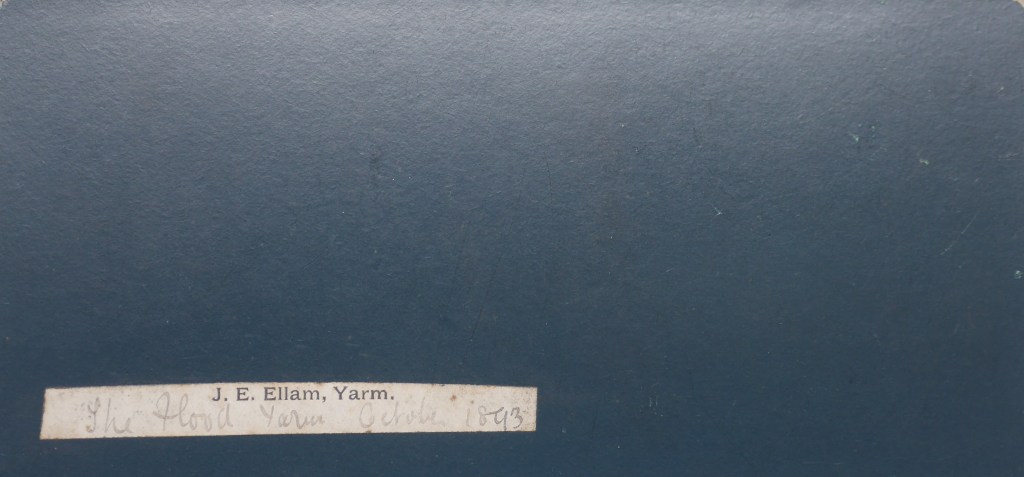 J. E. Ellam, Yarm.
The Flood Yarm October 1893